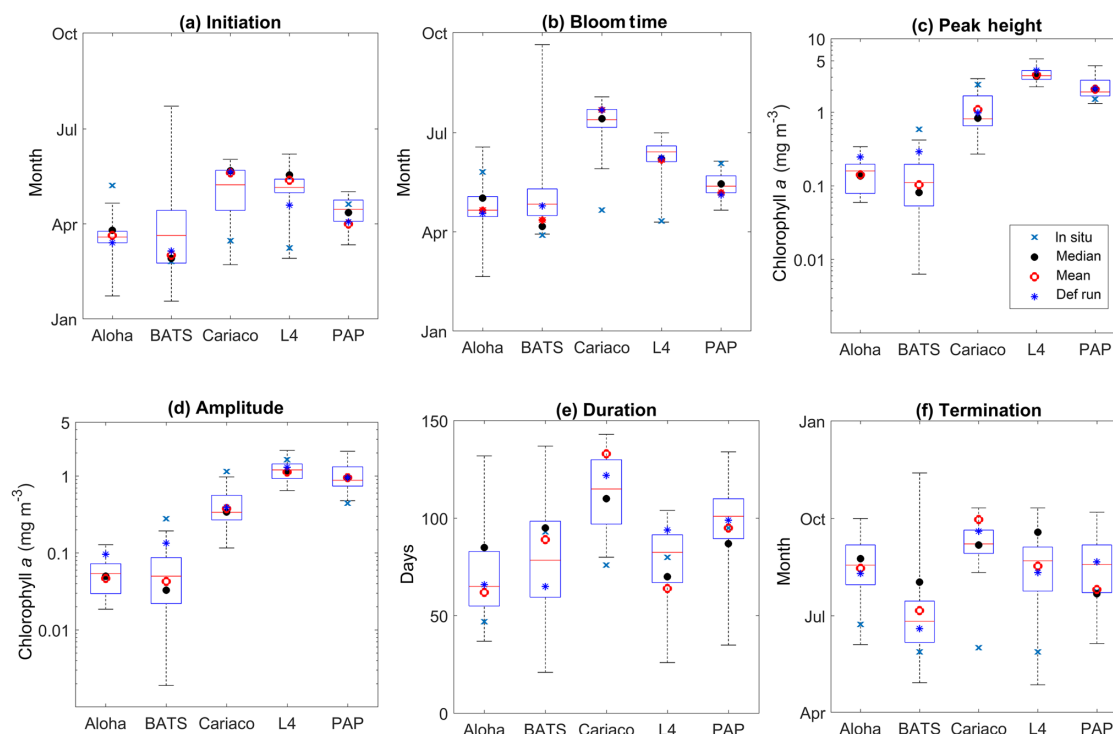 (a) Initiation
Oct
Jul
Apr
Jan
Month
Aloha BATS Cariaco L4 PAP
(b) Bloom time
Oct
Jul
Apr
Jan
Month
Aloha BATS Cariaco L4 PAP
(c) Peak height
10
5
1
0.1
0.01
Chlorophyll a (mg m⁻³)
In situ
Median
Mean
Def run
Aloha BATS Cariaco L4 PAP
(d) Amplitude
5
1
0.1
0.01
Chlorophyll a (mg m⁻³)
Aloha BATS Cariaco L4 PAP
(e) Duration
150
100
50
0
Days
Aloha BATS Cariaco L4 PAP
(f) Termination
Jan
Oct
Jul
Apr
Month
Aloha BATS Cariaco L4 PAP